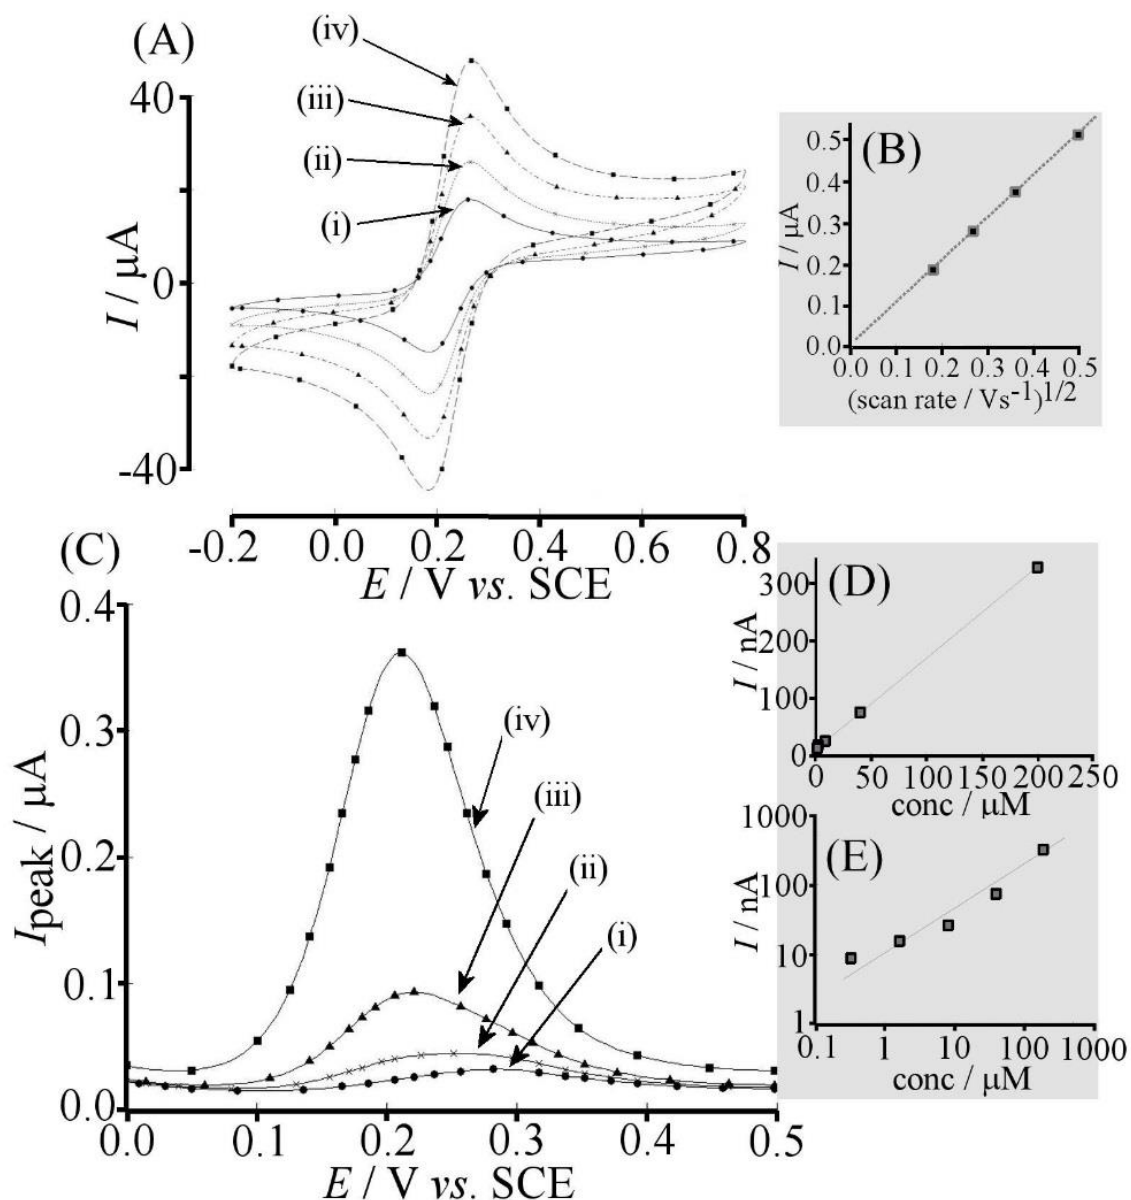 (A)
(iv)
(iii)
(ii)
(i)
40
0
-40
I / μA
-0.2 0.0 0.2 0.4 0.6 0.8
E / V vs. SCE
(B)
0.5
0.4
0.3
0.2
0.1
0.0
I / μA
0.0 0.1 0.2 0.3 0.4 0.5
(scan rate / Vs-1)1/2
(C)
0.4
0.3
0.2
0.1
0.0
Ipeak / μA
(iv)
(iii)
(ii)
(i)
0.0 0.1 0.2 0.3 0.4 0.5
E / V vs. SCE
(D)
300
200
100
0
I / nA
0 50 100 150 200 250
conc / μM
(E)
1000
100
10
1
I / nA
0.1 1 10 100 1000
conc / μM